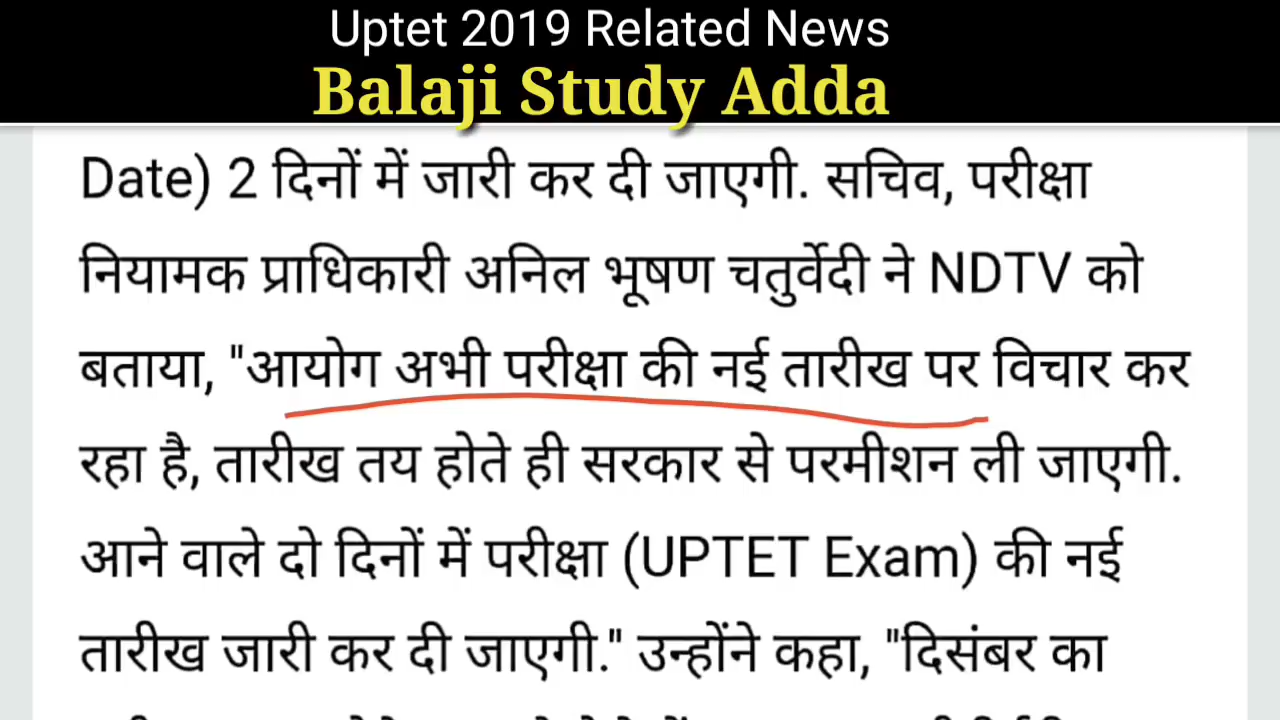 Uptet 2019 Related News
Balaji Study Adda
Date) 2 दिनों में जारी कर दी जाएगी. सचिव, परीक्षा
नियामक प्राधिकारी अनिल भूषण चतुर्वेदी ने NDTV को
बताया, "आयोग अभी परीक्षा की नई तारीख पर विचार कर
रहा है, तारीख तय होते ही सरकार से परमीशन ली जाएगी.
आने वाले दो दिनों में परीक्षा (UPTET Exam) की नई
तारीख जारी कर दी जाएगी." उन्होंने कहा, "दिसंबर का